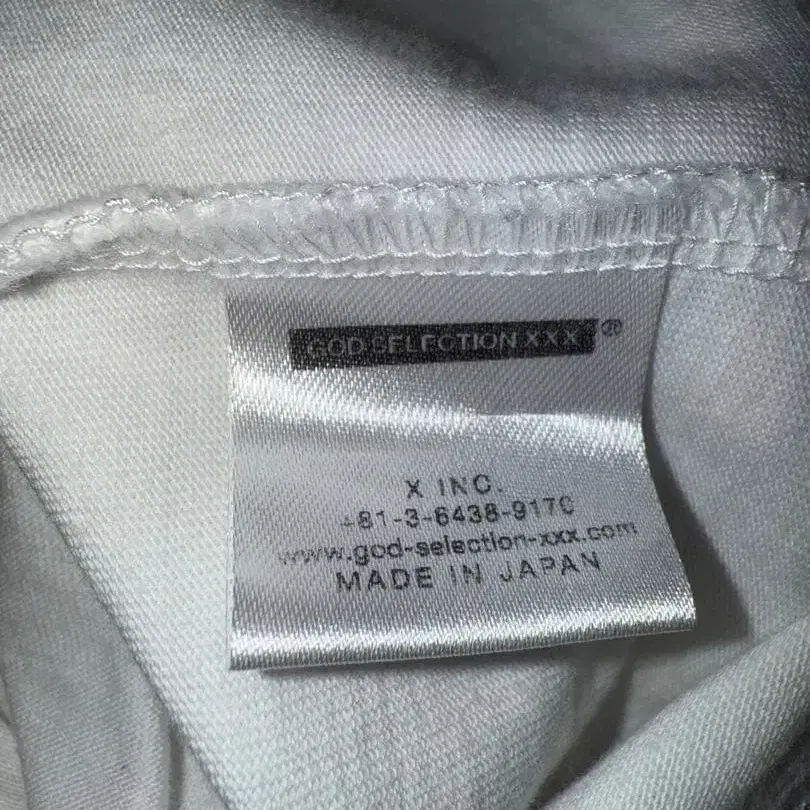 GOD SELECTION XXX®
X INC.
+81-3-6438-9170
www.god-selection-xxx.com
MADE IN JAPAN